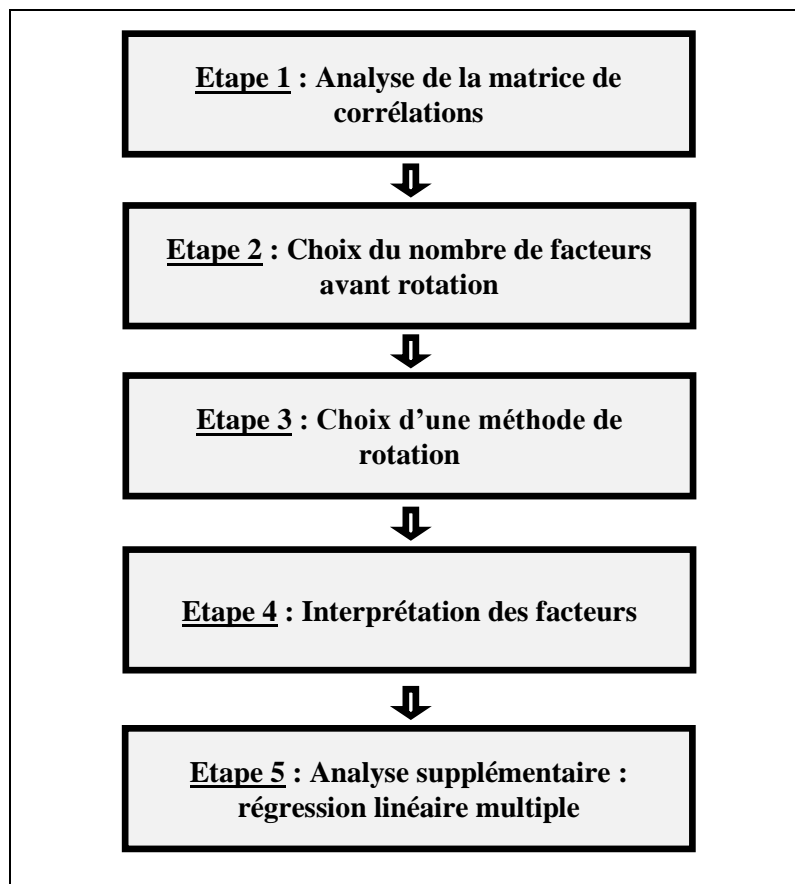 Etape 1 : Analyse de la matrice de
corrélations
Etape 2 : Choix du nombre de facteurs
avant rotation
Etape 3 : Choix d’une méthode de
rotation
Etape 4 : Interprétation des facteurs
Etape 5 : Analyse supplémentaire :
régression linéaire multiple